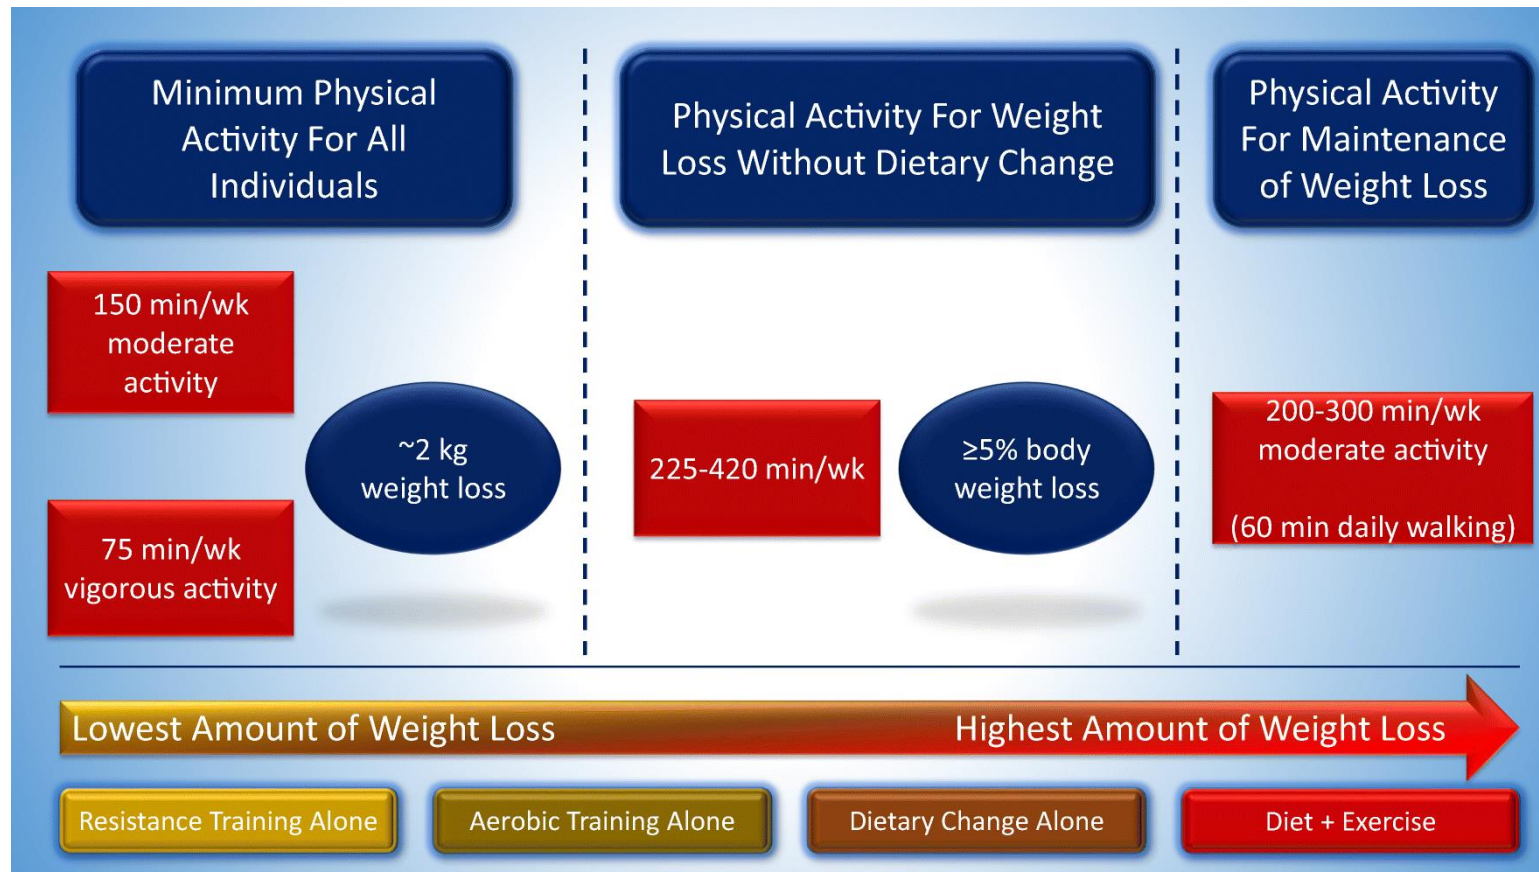 Minimum Physical
Activity For All
Individuals
150 min/wk
moderate
activity
75 min/wk
vigorous activity
~2 kg
weight loss
Physical Activity For Weight
Loss Without Dietary Change
225-420 min/wk
≥5% body
weight loss
Physical Activity
For Maintenance
of Weight Loss
200-300 min/wk
moderate activity
(60 min daily walking)
Lowest Amount of Weight Loss
Highest Amount of Weight Loss
Resistance Training Alone
Aerobic Training Alone
Dietary Change Alone
Diet + Exercise